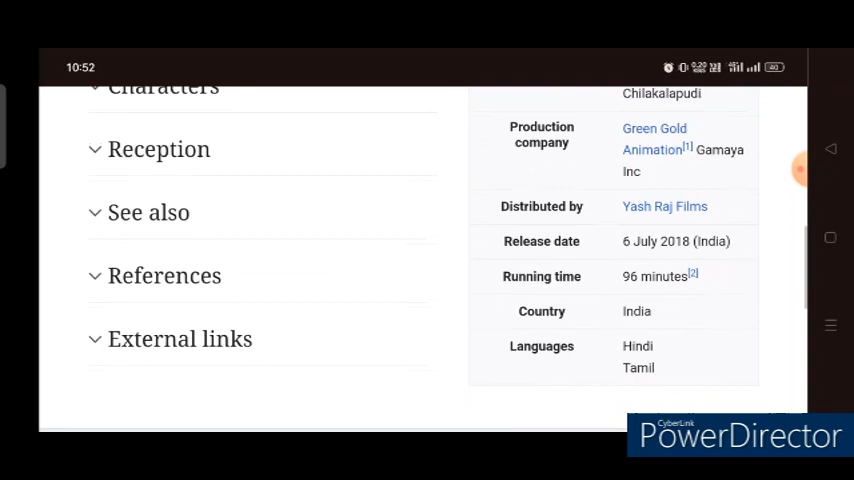 10:52
40
Characters
Reception
See also
References
External links
Chilakalapudi
Production
company
Green Gold
Animation[1] Gamaya
Inc
Distributed by
Yash Raj Films
Release date
6 July 2018 (India)
Running time
96 minutes[2]
Country
India
Languages
Hindi
Tamil
CyberLink
PowerDirector